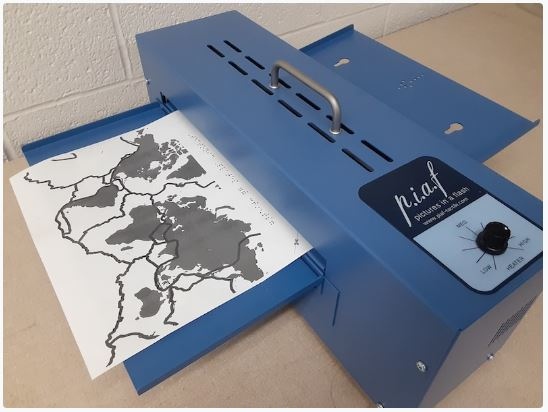 p.i.a.f
pictures in a flash
www.piaf-tactile.com
MED
LOW
HIGH
HEATER